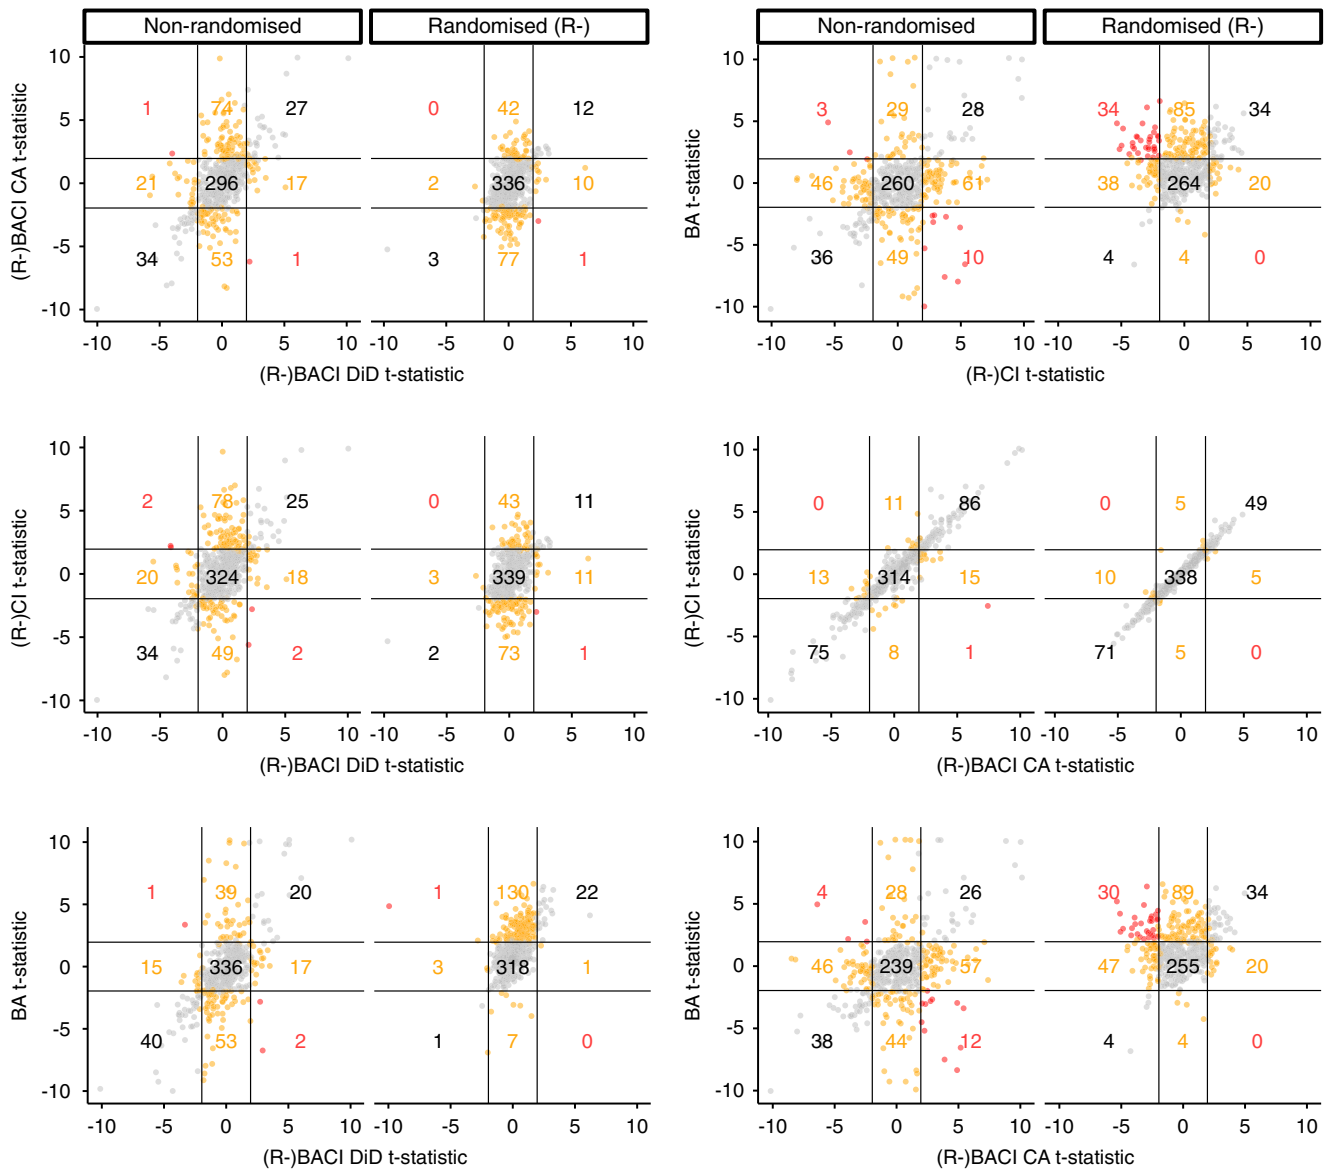 Non-randomised Randomised (R-)
10
1 74 27 0 42 12
5
0 21 296 17 2 336 10
-5
34 53 1 3 77 1
-10
-10 -5 0 5 10 -10 -5 0 5 10
(R-)BACI DiD t-statistic
(R-)BACI CA t-statistic
Non-randomised Randomised (R-)
10
3 29 28 34 85 34
5
0 46 260 61 38 264 20
-5
36 49 10 4 4 0
-10
-10 -5 0 5 10 -10 -5 0 5 10
(R-)CI t-statistic
BA t-statistic
10
2 78 25 0 43 11
5
0 20 324 18 3 339 11
-5
34 49 2 2 73 1
-10
-10 -5 0 5 10 -10 -5 0 5 10
(R-)BACI DiD t-statistic
(R-)CI t-statistic
10
0 11 86 0 5 49
5
0 13 314 15 10 338 5
-5
75 8 1 71 5 0
-10
-10 -5 0 5 10 -10 -5 0 5 10
(R-)BACI CA t-statistic
(R-)CI t-statistic
10
1 39 20 1 130 22
5
0 15 336 17 3 318 1
-5
40 53 2 1 7 0
-10
-10 -5 0 5 10 -10 -5 0 5 10
(R-)BACI DiD t-statistic
BA t-statistic
10
4 28 26 30 89 34
5
0 46 239 57 47 255 20
-5
38 44 12 4 4 0
-10
-10 -5 0 5 10 -10 -5 0 5 10
(R-)BACI CA t-statistic
BA t-statistic